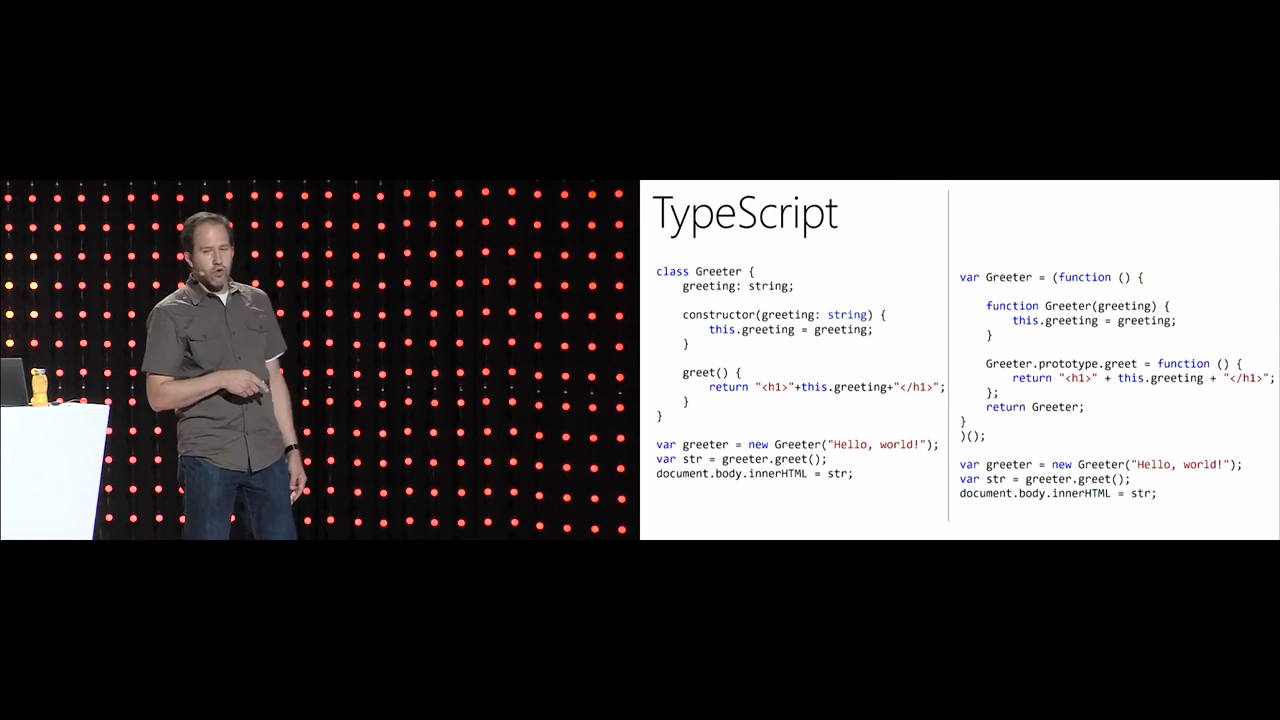 TypeScript
class Greeter {
greeting: string;
constructor(greeting: string) {
this.greeting = greeting;
}
greet() {
return "<h1>"+this.greeting+"</h1>";
}
}
var greeter = new Greeter("Hello, world!");
var str = greeter.greet();
document.body.innerHTML = str;
var Greeter = (function () {
function Greeter(greeting) {
this.greeting = greeting;
}
Greeter.prototype.greet = function () {
return "<h1>" + this.greeting + "</h1>";
};
return Greeter;
}
)();
var greeter = new Greeter("Hello, world!");
var str = greeter.greet();
document.body.innerHTML = str;